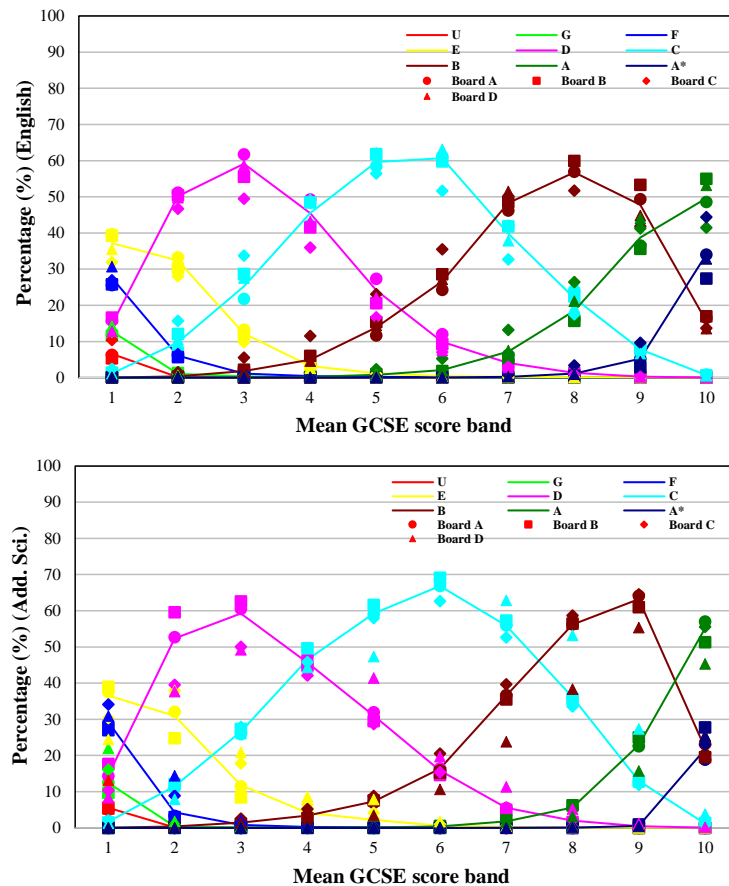 100
90
80
70
60
50
40
30
20
10
0
Percentage (%) (English)
U G F
E D C
B A A*
Board A Board B Board C
Board D
1 2 3 4 5 6 7 8 9 10
Mean GCSE score band
100
90
80
70
60
50
40
30
20
10
0
Percentage (%) (Add. Sci.)
U G F
E D C
B A A*
Board A Board B Board C
Board D
1 2 3 4 5 6 7 8 9 10
Mean GCSE score band